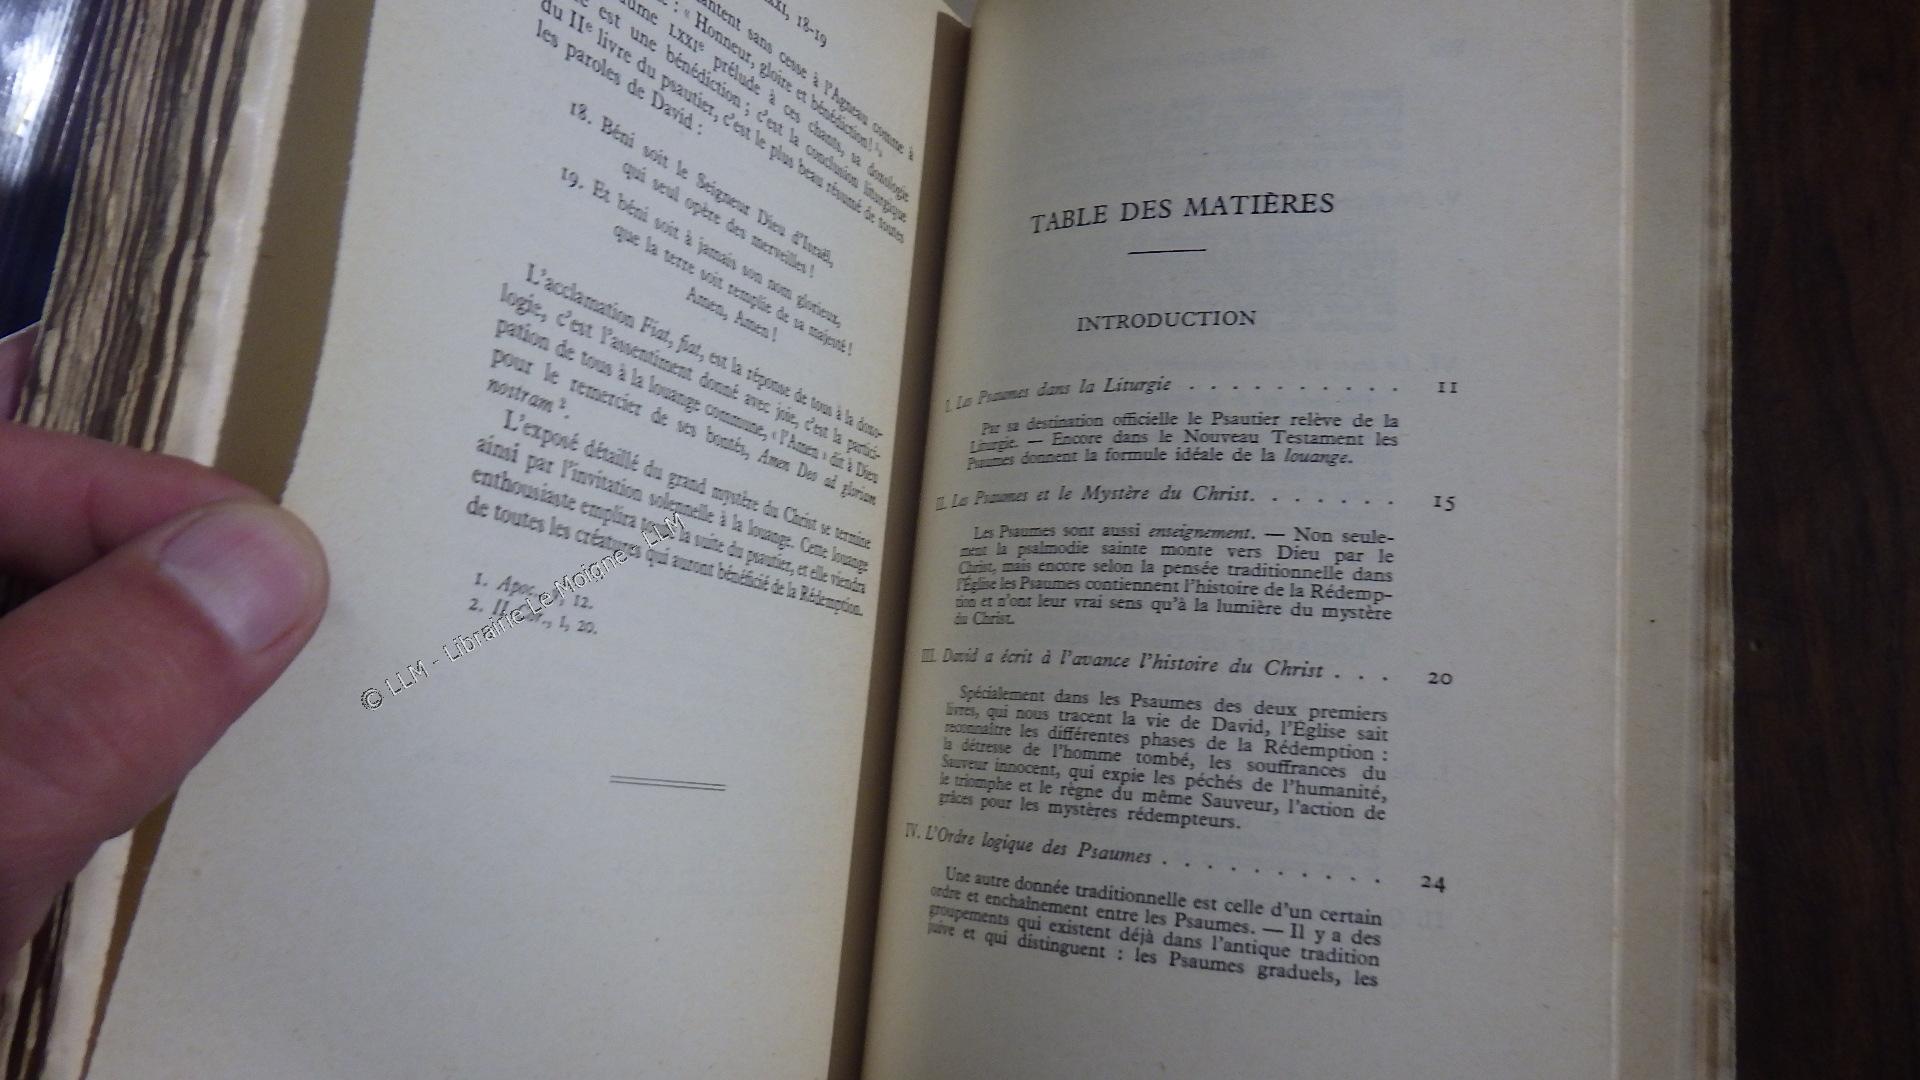 XXI, 18-19
chantent sans cesse à l'Agneau comme à
: « Honneur, gloire et bénédiction! 1,
LXXIe prélude à ces chants, sa doxologie
est une bénédiction ; c'est la conclusion liturgique
du IIe livre du psautier, c'est le plus beau résumé de toutes
les paroles de David :
18. Béni soit le Seigneur Dieu d'Israël,
qui seul opère des merveilles !
19. Et béni soit à jamais son nom glorieux,
que la terre soit remplie de sa majesté !
Amen, Amen !
L'acclamation Fiat, fiat, est la réponse de tous à la doxo-
logie, c'est l'assentiment donné avec joie, c'est la partici-
pation de tous à la louange commune, « l'Amen » dit à Dieu
pour le remercier de ses bontés, Amen Deo ad gloriam
nostram 2.
L'exposé détaillé du grand mystère du Christ se termine
ainsi par l'invitation solennelle à la louange. Cette louange
enthousiaste emplira la suite du psautier, et elle viendra
de toutes les créatures qui auront bénéficié de la Rédemption.
1. Apoc., 12.
2. II Cor., I, 20.
© LLM - Librairie Le Moigne - LLM
TABLE DES MATIÈRES
INTRODUCTION
I. Les Psaumes dans la Liturgie . . . . . . . . . . 11
Par sa destination officielle le Psautier relève de la
Liturgie. — Encore dans le Nouveau Testament les
Psaumes donnent la formule idéale de la louange.
II. Les Psaumes et le Mystère du Christ. . . . . . . 15
Les Psaumes sont aussi enseignement. — Non seule-
ment la psalmodie sainte monte vers Dieu par le
Christ, mais encore selon la pensée traditionnelle dans
l'Église les Psaumes contiennent l'histoire de la Rédemp-
tion et n'ont leur vrai sens qu'à la lumière du mystère
du Christ.
III. David a écrit à l'avance l'histoire du Christ . . . 20
Spécialement dans les Psaumes des deux premiers
livres, qui nous tracent la vie de David, l'Église sait
reconnaître les différentes phases de la Rédemption :
la détresse de l'homme tombé, les souffrances du
Sauveur innocent, qui expie les péchés de l'humanité,
le triomphe et le règne du même Sauveur, l'action de
grâces pour les mystères rédempteurs.
IV. L'Ordre logique des Psaumes . . . . . . . . . 24
Une autre donnée traditionnelle est celle d'un certain
ordre et enchaînement entre les Psaumes. — Il y a des
groupements qui existent déjà dans l'antique tradition
juive et qui distinguent : les Psaumes graduels, les